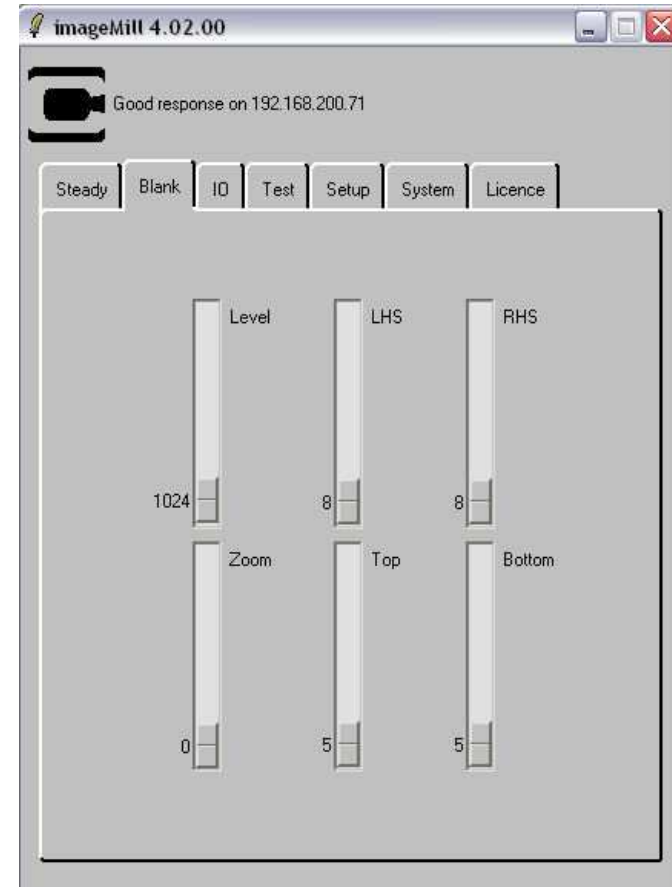 imageMill 4.02.00
Good response on 192.168.200.71
Steady Blank IO Test Setup System Licence
Level LHS RHS
1024 8 8
Zoom Top Bottom
0 5 5